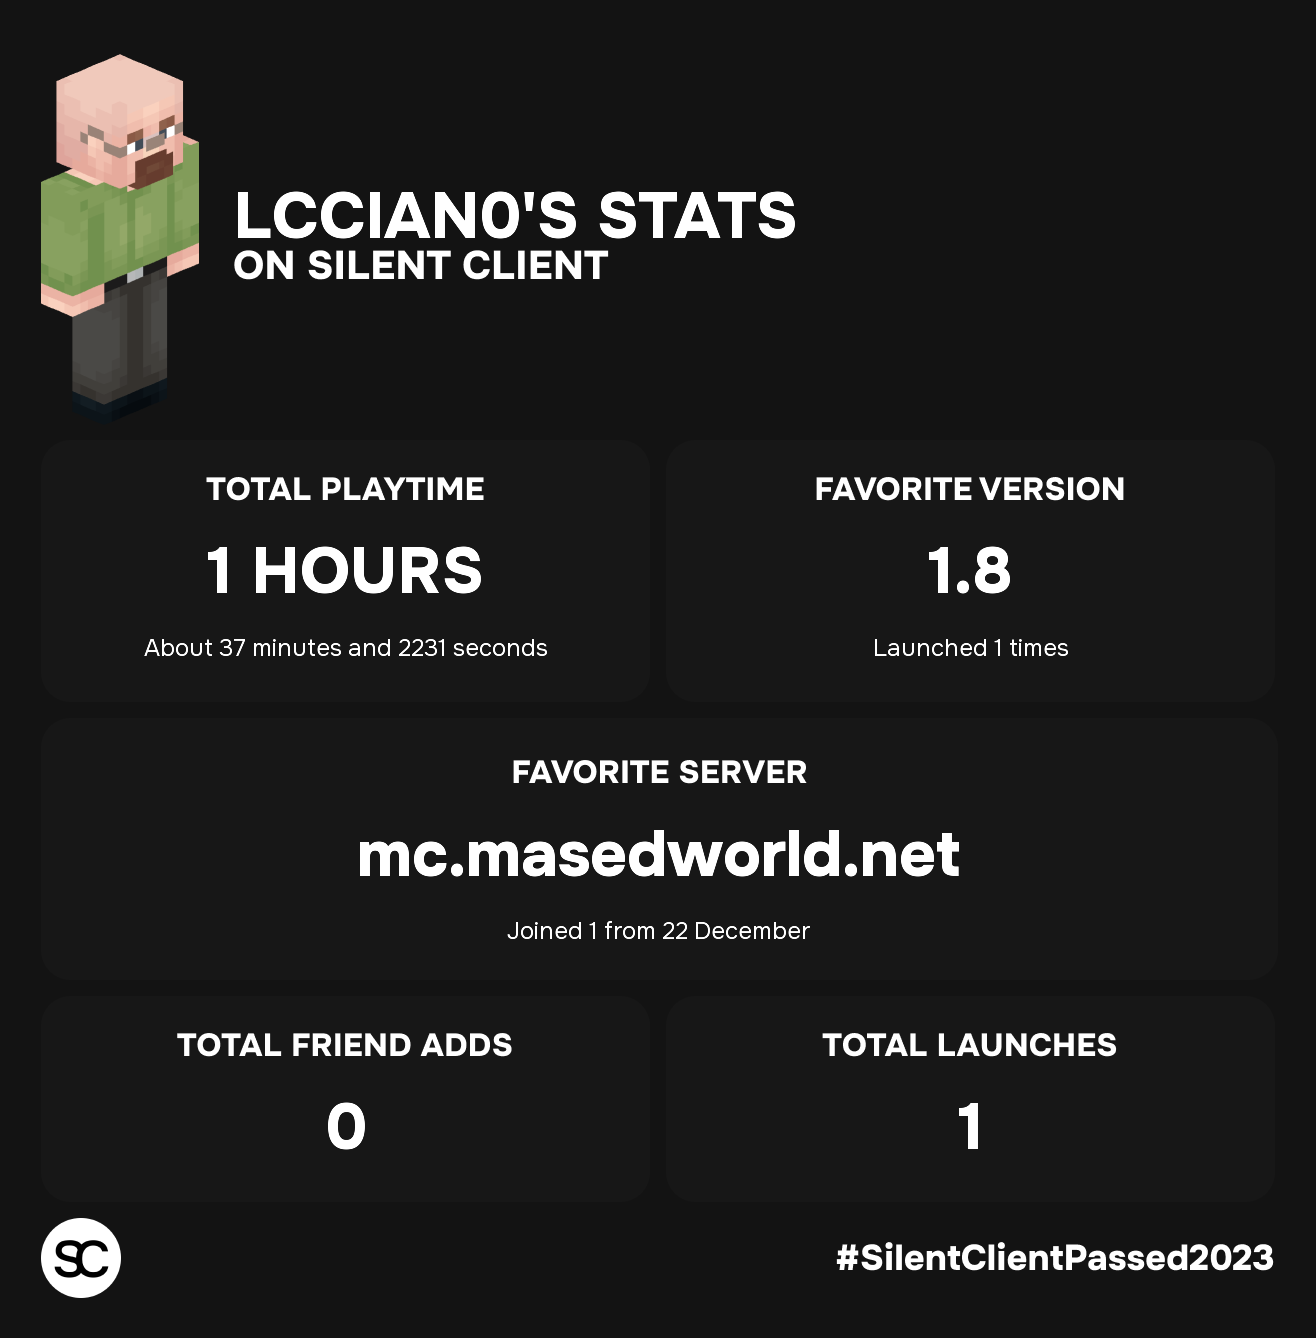 LCCIAN0'S STATS
ON SILENT CLIENT
TOTAL PLAYTIME
1 HOURS
About 37 minutes and 2231 seconds
FAVORITE VERSION
1.8
Launched 1 times
FAVORITE SERVER
mc.masedworld.net
Joined 1 from 22 December
TOTAL FRIEND ADDS
0
TOTAL LAUNCHES
1
SC
#SilentClientPassed2023